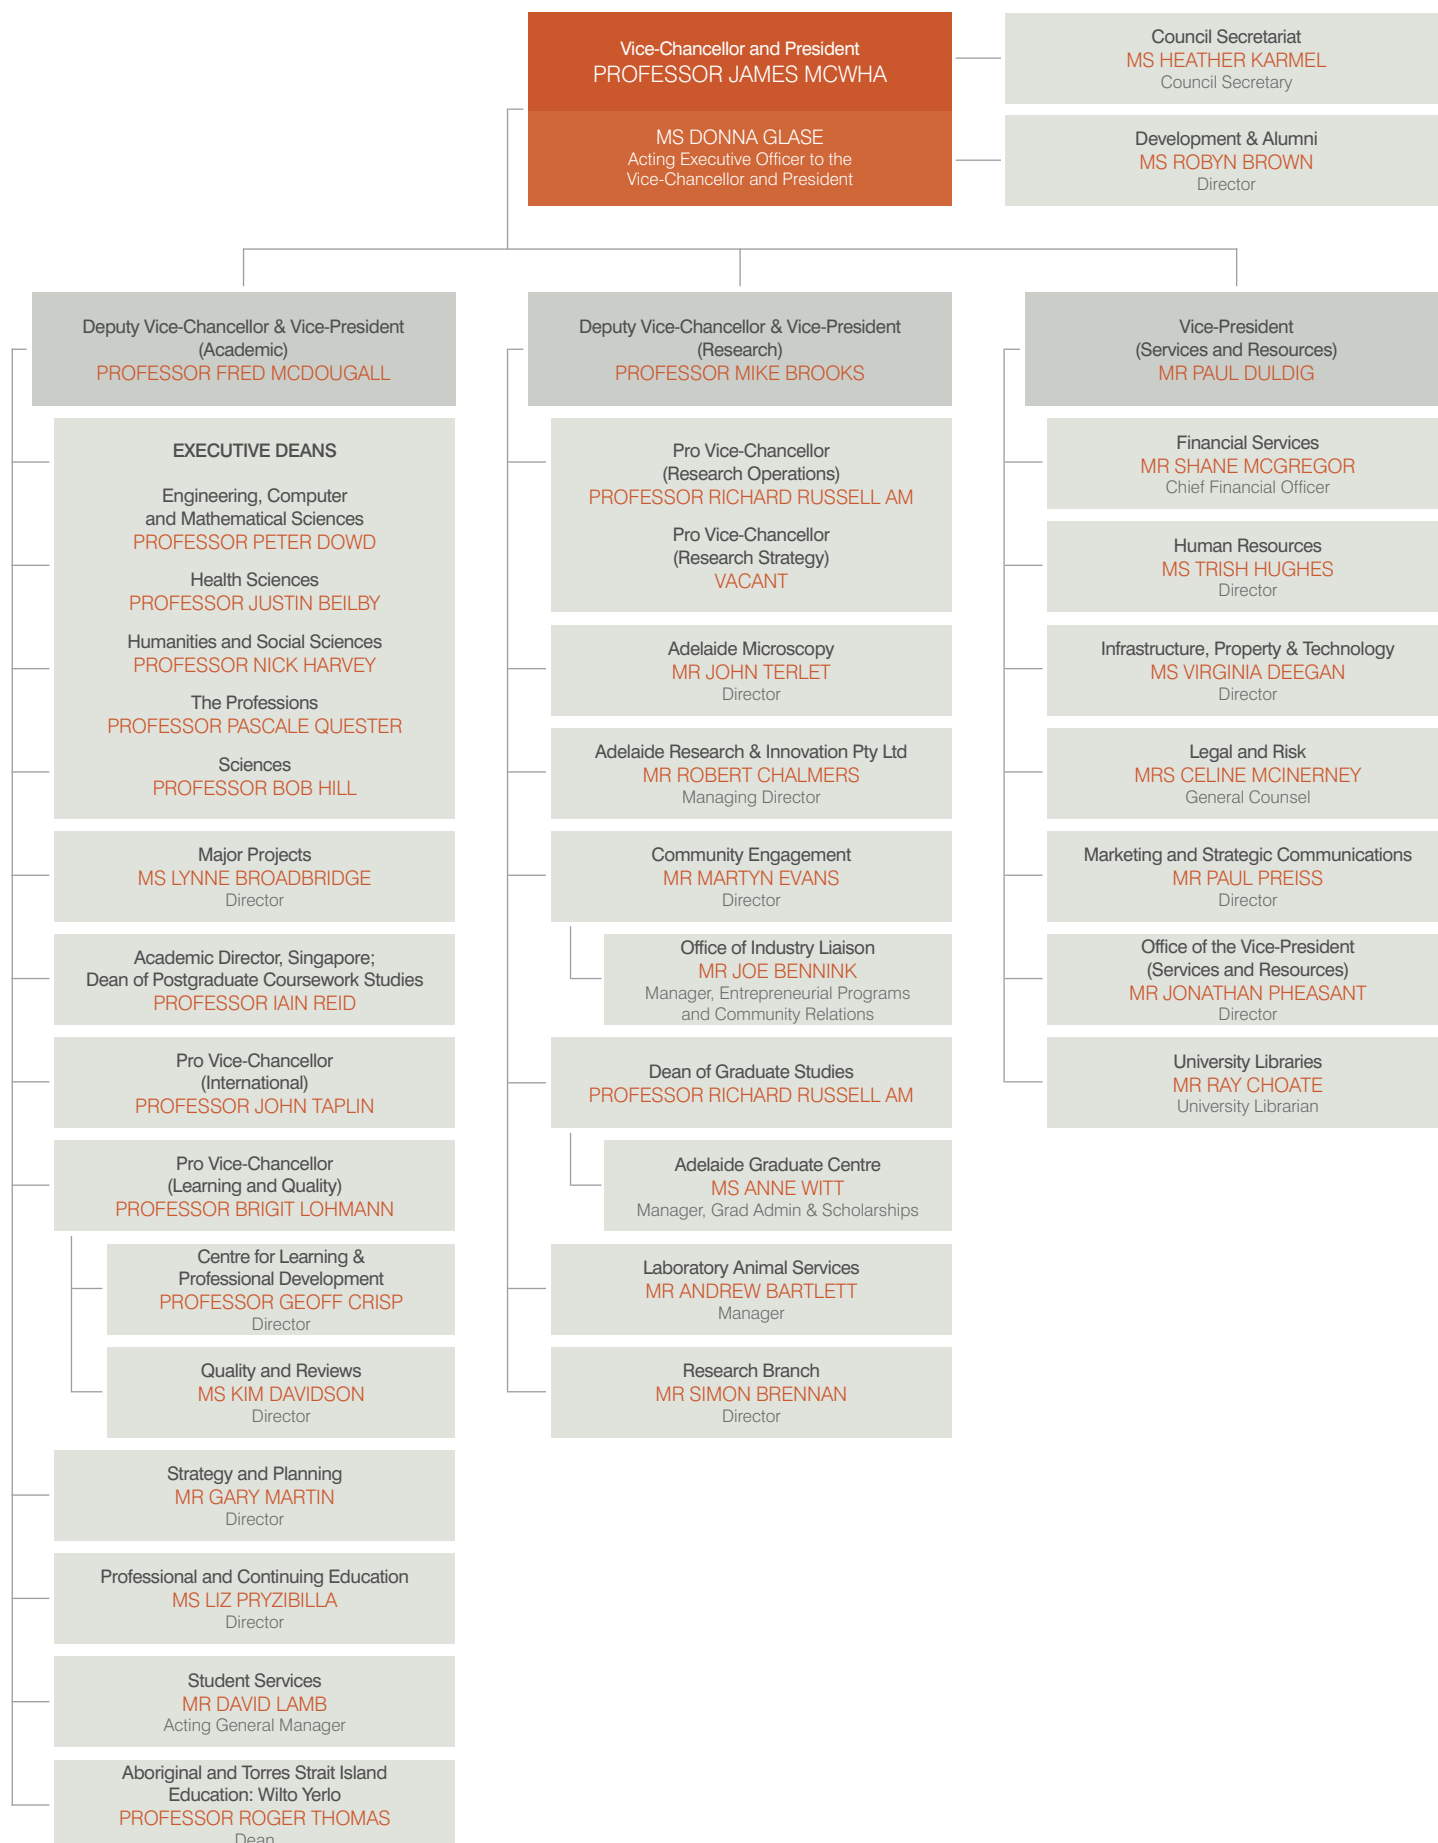 Vice-Chancellor and President
PROFESSOR JAMES MCWHA
MS DONNA GLASE
Acting Executive Officer to the
Vice-Chancellor and President
Council Secretariat
MS HEATHER KARMEL
Council Secretary
Development & Alumni
MS ROBYN BROWN
Director
Deputy Vice-Chancellor & Vice-President
(Academic)
PROFESSOR FRED MCDOUGALL
EXECUTIVE DEANS
Engineering, Computer
and Mathematical Sciences
PROFESSOR PETER DOWD
Health Sciences
PROFESSOR JUSTIN BEILBY
Humanities and Social Sciences
PROFESSOR NICK HARVEY
The Professions
PROFESSOR PASCALE QUESTER
Sciences
PROFESSOR BOB HILL
Major Projects
MS LYNNE BROADBRIDGE
Director
Academic Director, Singapore;
Dean of Postgraduate Coursework Studies
PROFESSOR IAIN REID
Pro Vice-Chancellor
(International)
PROFESSOR JOHN TAPLIN
Pro Vice-Chancellor
(Learning and Quality)
PROFESSOR BRIGIT LOHMANN
Centre for Learning &
Professional Development
PROFESSOR GEOFF CRISP
Director
Quality and Reviews
MS KIM DAVIDSON
Director
Strategy and Planning
MR GARY MARTIN
Director
Professional and Continuing Education
MS LIZ PRYZIBILLA
Director
Student Services
MR DAVID LAMB
Acting General Manager
Aboriginal and Torres Strait Island
Education: Wilto Yerlo
PROFESSOR ROGER THOMAS
Dean
Deputy Vice-Chancellor & Vice-President
(Research)
PROFESSOR MIKE BROOKS
Pro Vice-Chancellor
(Research Operations)
PROFESSOR RICHARD RUSSELL AM
Pro Vice-Chancellor
(Research Strategy)
VACANT
Adelaide Microscopy
MR JOHN TERLET
Director
Adelaide Research & Innovation Pty Ltd
MR ROBERT CHALMERS
Managing Director
Community Engagement
MR MARTYN EVANS
Director
Office of Industry Liaison
MR JOE BENNINK
Manager, Entrepreneurial Programs
and Community Relations
Dean of Graduate Studies
PROFESSOR RICHARD RUSSELL AM
Adelaide Graduate Centre
MS ANNE WITT
Manager, Grad Admin & Scholarships
Laboratory Animal Services
MR ANDREW BARTLETT
Manager
Research Branch
MR SIMON BRENNAN
Director
Vice-President
(Services and Resources)
MR PAUL DULDIG
Financial Services
MR SHANE MCGREGOR
Chief Financial Officer
Human Resources
MS TRISH HUGHES
Director
Infrastructure, Property & Technology
MS VIRGINIA DEEGAN
Director
Legal and Risk
MRS CELINE MCINERNEY
General Counsel
Marketing and Strategic Communications
MR PAUL PREISS
Director
Office of the Vice-President
(Services and Resources)
MR JONATHAN PHEASANT
Director
University Libraries
MR RAY CHOATE
University Librarian